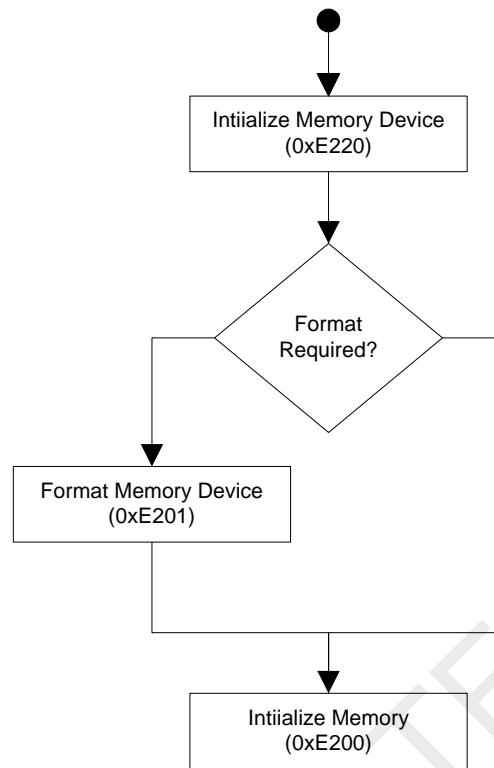 Intiialize Memory Device
(0xE220)
Format
Required?
Format Memory Device
(0xE201)
Intiialize Memory
(0xE200)